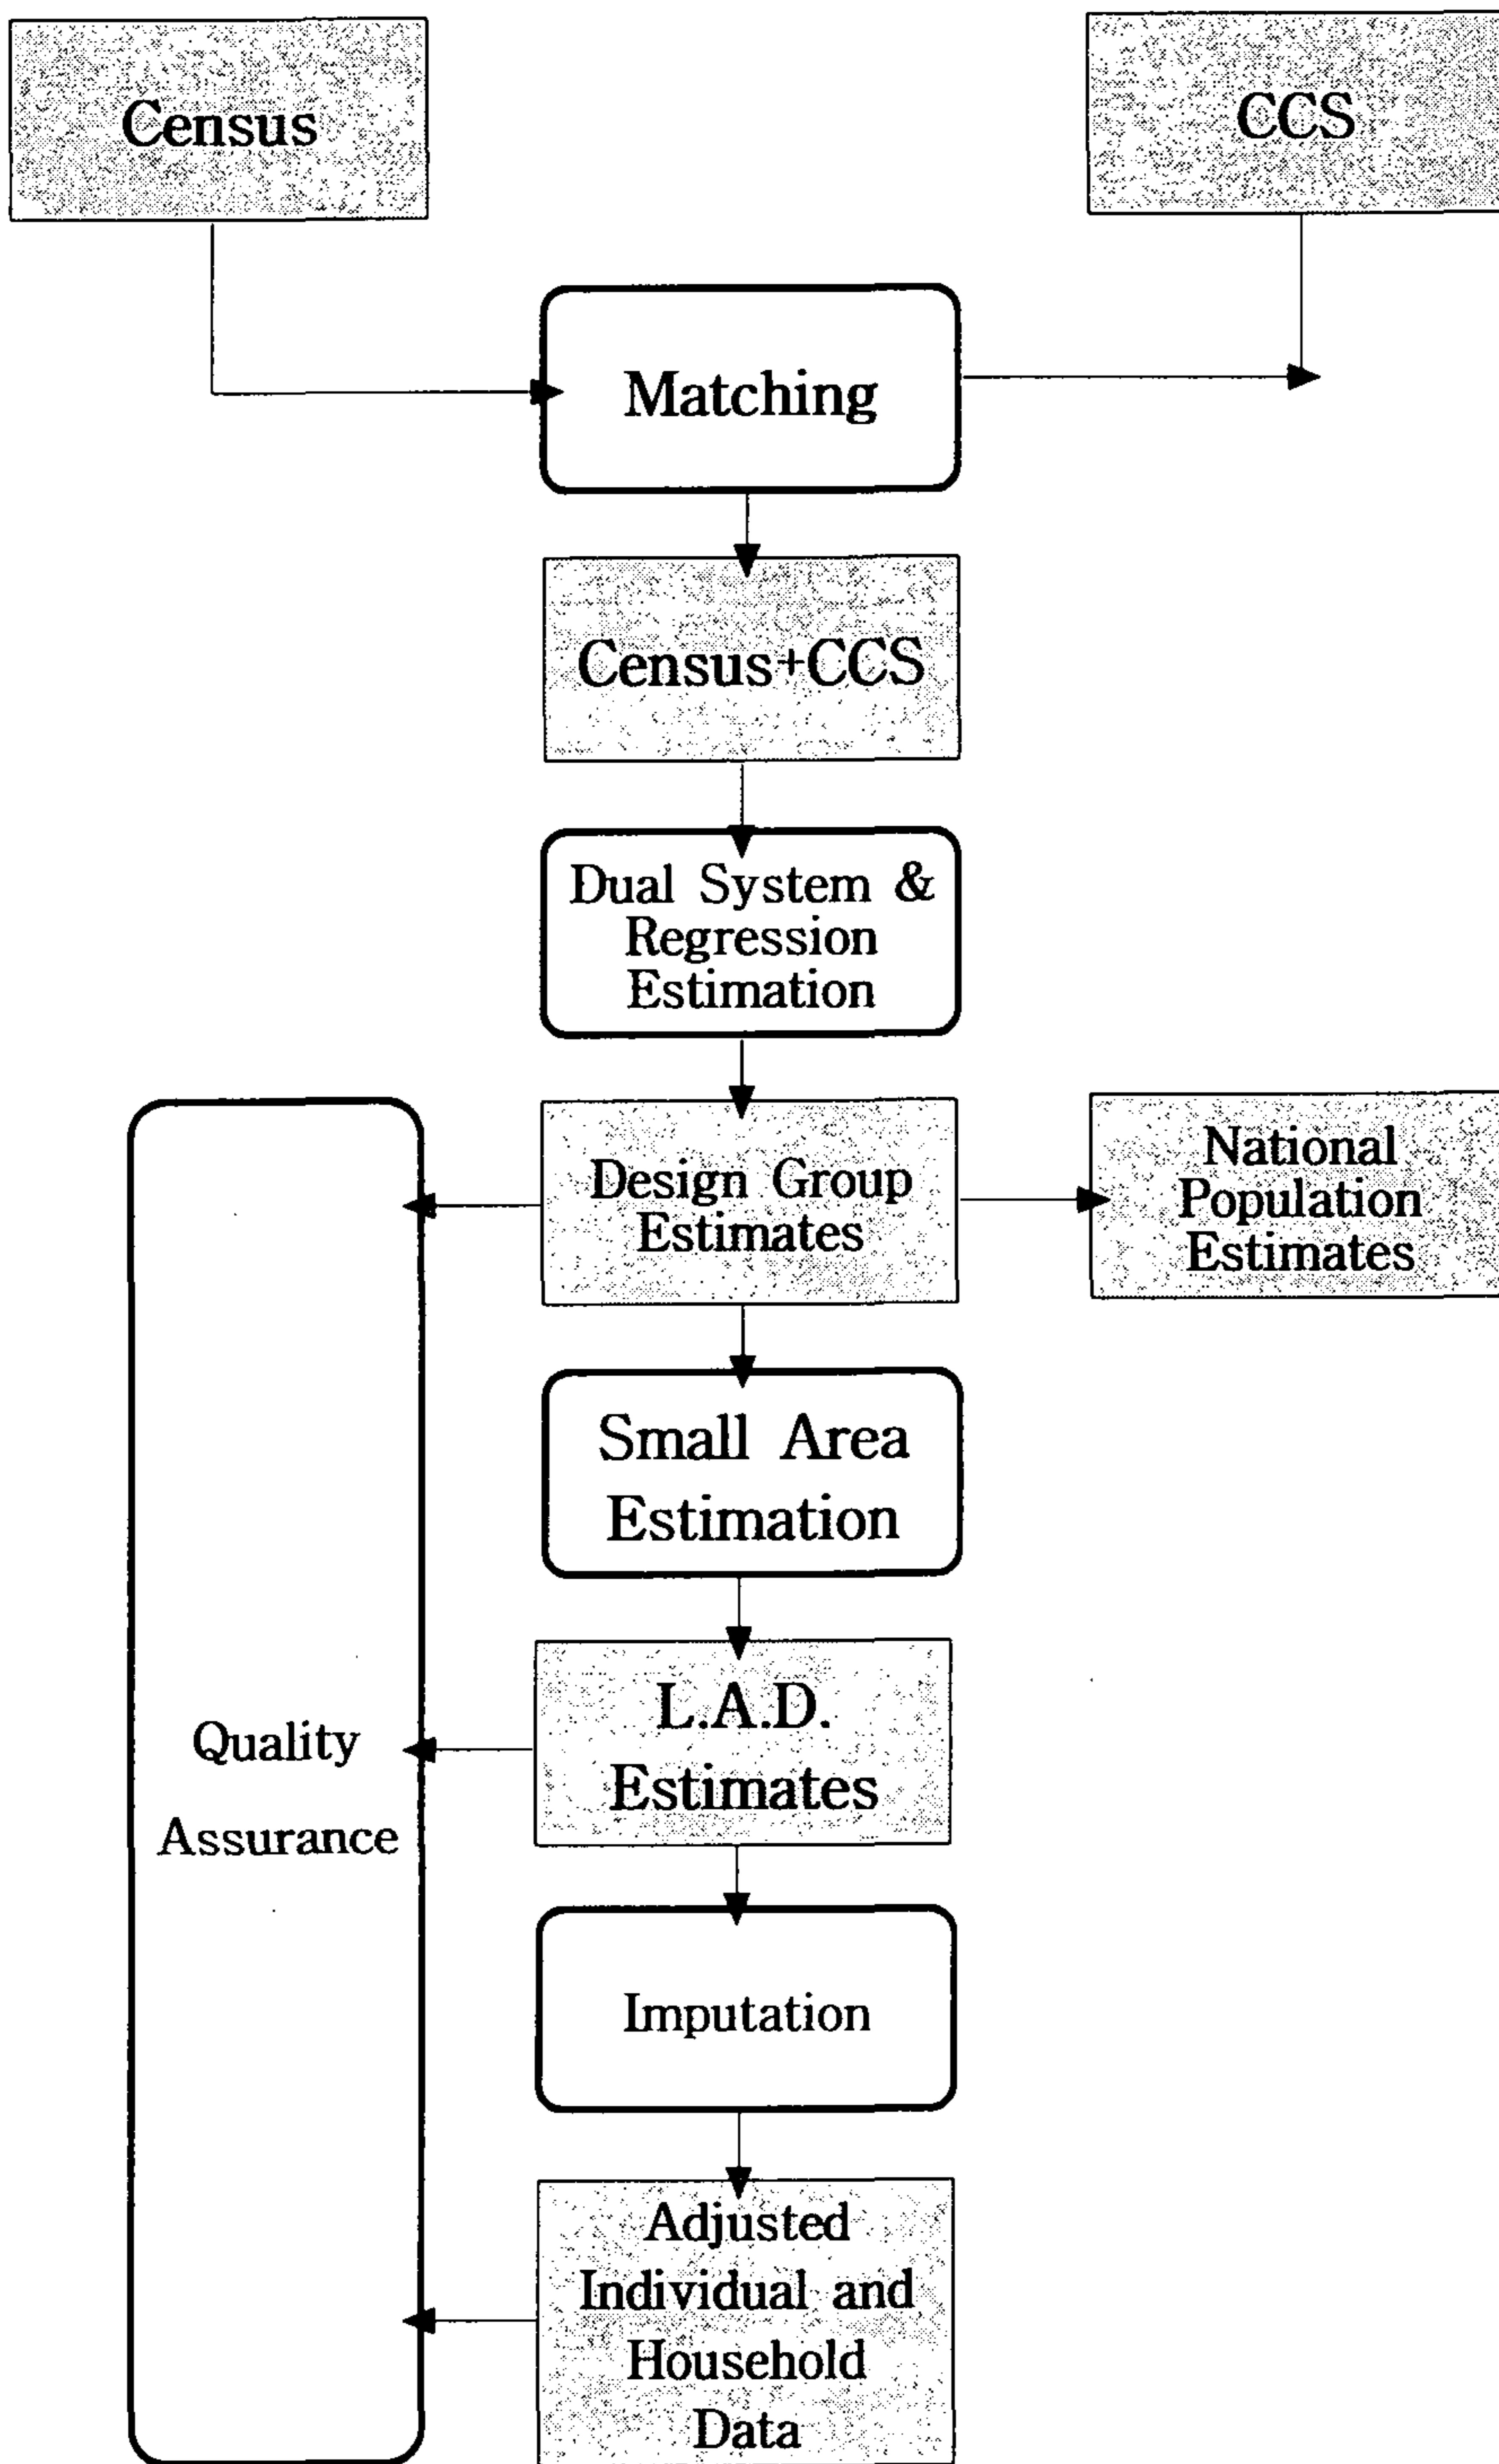 Census
CCS
Matching
Census+CCS
Dual System &
Regression
Estimation
Design Group
Estimates
National
Population
Estimates
Small Area
Estimation
L.A.D.
Estimates
Quality
Assurance
Imputation
Adjusted
Individual and
Household
Data